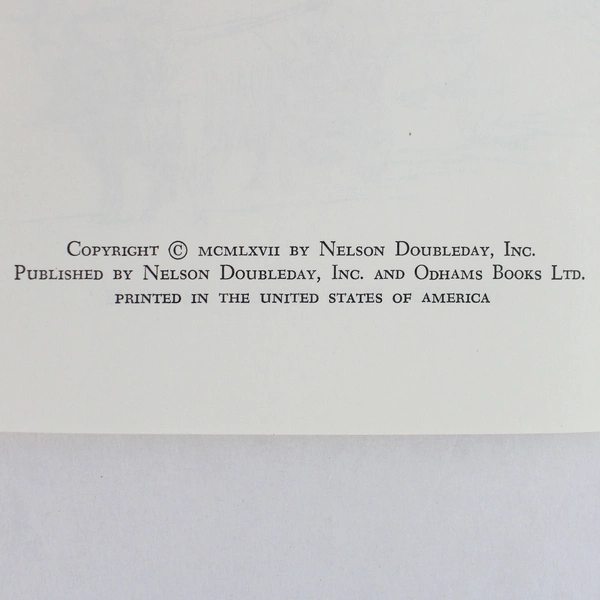 Copyright © MCMLXVII by Nelson Doubleday, Inc.
Published by Nelson Doubleday, Inc. and Odhams Books Ltd.
PRINTED IN THE UNITED STATES OF AMERICA